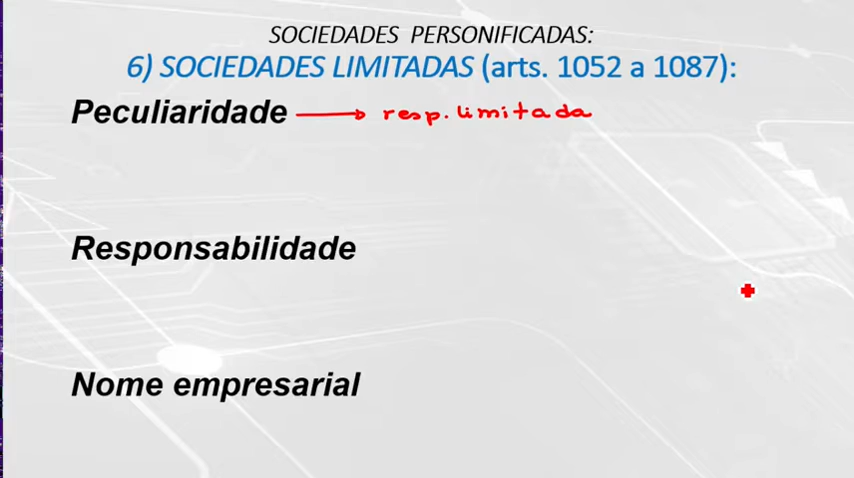 SOCIEDADES PERSONIFICADAS:
6) SOCIEDADES LIMITADAS (arts. 1052 a 1087):
Peculiaridade → resp. limitada
Responsabilidade
Nome empresarial